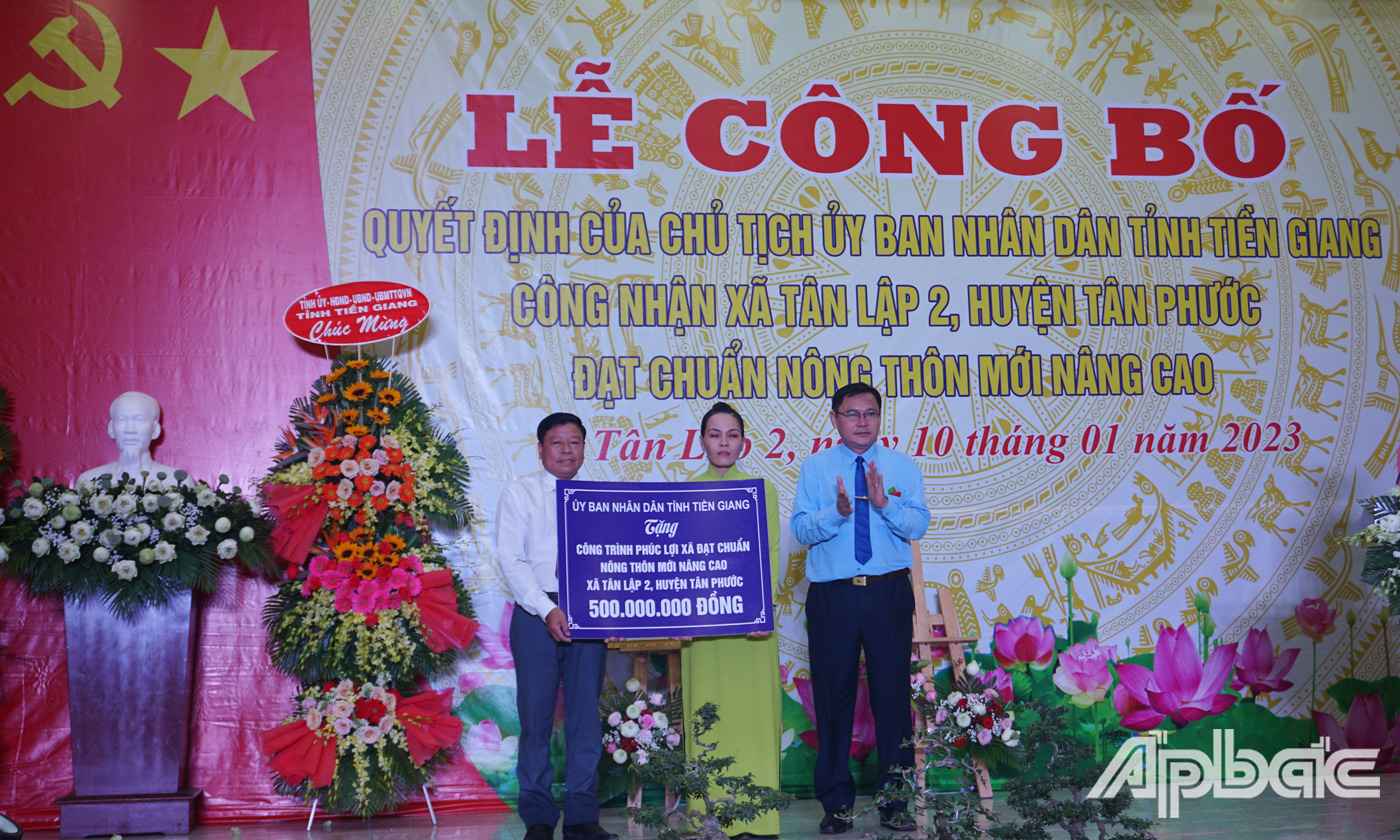 LỄ CÔNG BỐ
QUYẾT ĐỊNH CỦA CHỦ TỊCH ỦY BAN NHÂN DÂN TỈNH TIỀN GIANG
CÔNG NHẬN XÃ TÂN LẬP 2, HUYỆN TÂN PHƯỚC
ĐẠT CHUẨN NÔNG THÔN MỚI NÂNG CAO
Tân Lập 2, ngày 10 tháng 01 năm 2023
TỈNH ỦY-HĐND-UBND-UBMTTQVN
TỈNH TIỀN GIANG
Chúc Mừng
ỦY BAN NHÂN DÂN TỈNH TIỀN GIANG
Tặng
CÔNG TRÌNH PHÚC LỢI XÃ ĐẠT CHUẨN
NÔNG THÔN MỚI NÂNG CAO
XÃ TÂN LẬP 2, HUYỆN TÂN PHƯỚC
500.000.000 ĐỒNG
Apbắc